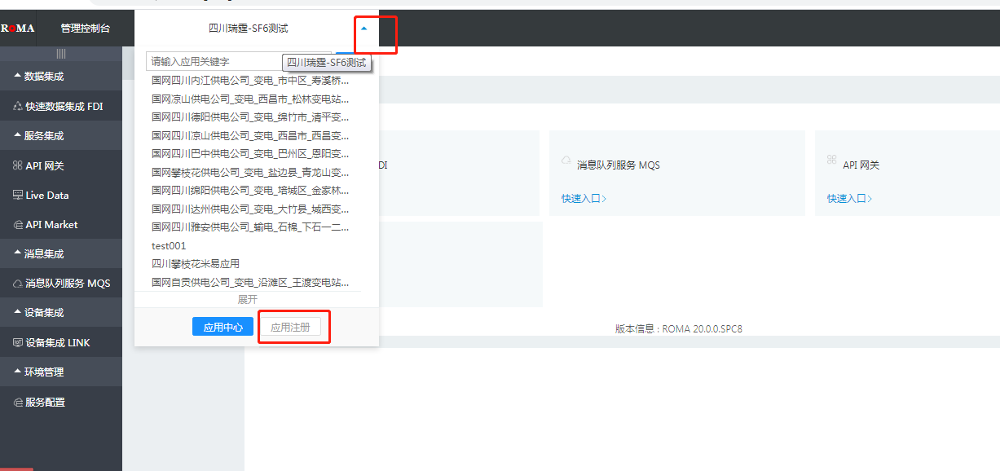 ROMA 管理控制台 四川瑞霆-SF6测试
请输入应用关键字
四川瑞霆-SF6测试
国网四川内江供电公司_变电_市中区_寿溪桥...
国网凉山供电公司_变电_西昌市_松林变电站...
国网四川德阳供电公司_变电_绵竹市_清平变...
国网四川凉山供电公司_变电_西昌市_西昌变...
国网四川巴中供电公司_变电_巴州区_恩阳变...
国网攀枝花供电公司_变电_盐边县_青龙山变...
国网四川绵阳供电公司_变电_培城区_金家林...
国网四川达州供电公司_变电_大竹县_城西变...
国网四川雅安供电公司_输电_石棉_下石一二...
test001
四川攀枝花米易应用
国网自贡供电公司_变电_沿滩区_王渡变电站...
展开
应用中心 应用注册
数据集成
快速数据集成 FDI
服务集成
API 网关
Live Data
API Market
消息集成
消息队列服务 MQS
设备集成
设备集成 LINK
环境管理
服务配置
DI
消息队列服务 MQS
快速入口>
API 网关
快速入口>
版本信息 : ROMA 20.0.0.SPC8